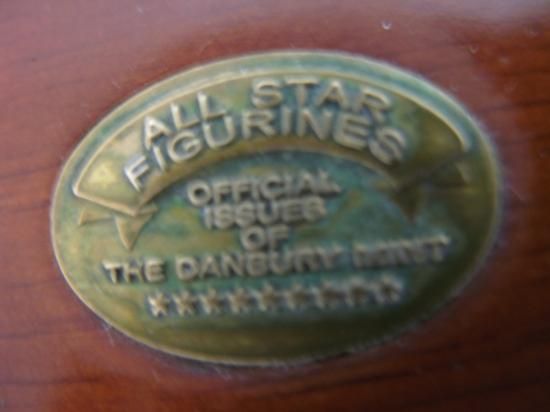 ALL STAR
FIGURINES
OFFICIAL
ISSUES
OF
THE DANBURY MINT